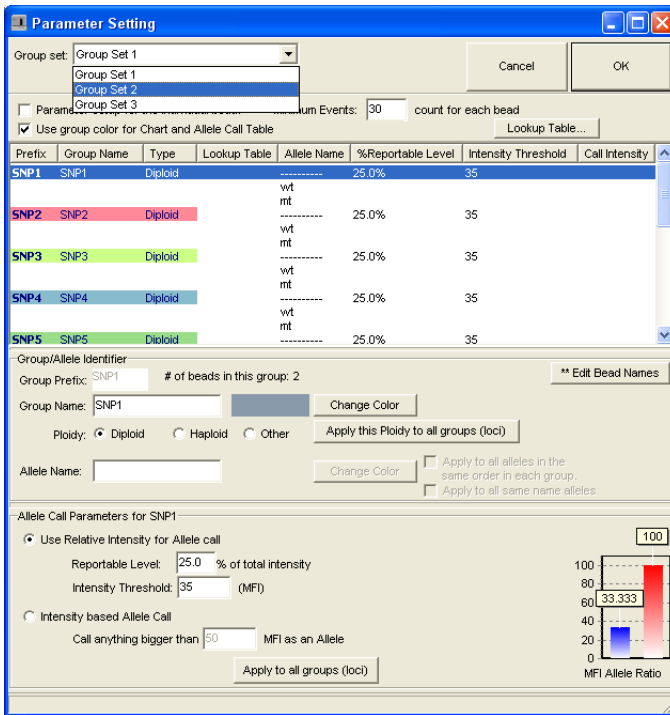 Parameter Setting
Group set: Group Set 1
Group Set 1
Group Set 2
Group Set 3
Cancel
OK
Minimum Events: 30 count for each bead
Use group color for Chart and Allele Call Table
Lookup Table...
Prefix Group Name Type Lookup Table Allele Name %Reportable Level Intensity Threshold Call Intensity
SNP1 SNP1 Diploid ---------- 25.0% 35
wt
mt
SNP2 SNP2 Diploid ---------- 25.0% 35
wt
mt
SNP3 SNP3 Diploid ---------- 25.0% 35
wt
mt
SNP4 SNP4 Diploid ---------- 25.0% 35
wt
mt
SNP5 SNP5 Diploid ---------- 25.0% 35
Group/Allele Identifier
Group Prefix: SNP1 # of beads in this group: 2
** Edit Bead Names
Group Name: SNP1
Change Color
Ploidy: Diploid Haploid Other
Apply this Ploidy to all groups (loci)
Allele Name:
Change Color
Apply to all alleles in the
same order in each group.
Apply to all same name alleles
Allele Call Parameters for SNP1
Use Relative Intensity for Allele call
Reportable Level: 25.0 % of total intensity
Intensity Threshold: 35 (MFI)
Intensity based Allele Call
Call anything bigger than 50 MFI as an Allele
Apply to all groups (loci)
100
100
80
60
33.333
40
20
0
MFI Allele Ratio